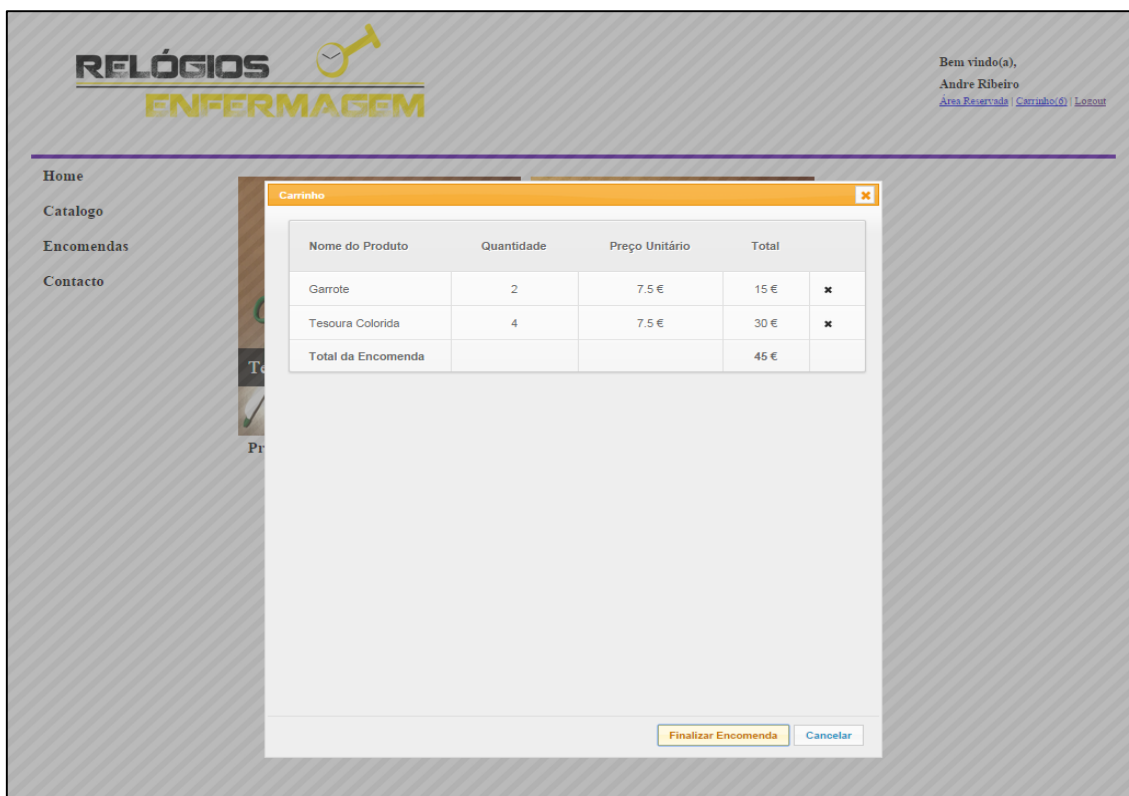 RELÓGIOS
ENFERMAGEM
Bem vindo(a),
Andre Ribeiro
Área Reservada | Carrinho(6) | Logout
Home
Catalogo
Encomendas
Contacto
Carrinho
Nome do Produto Quantidade Preço Unitário Total
Garrote 2 7.5 € 15 €
Tesoura Colorida 4 7.5 € 30 €
Total da Encomenda 45 €
Te
Pr
Finalizar Encomenda Cancelar